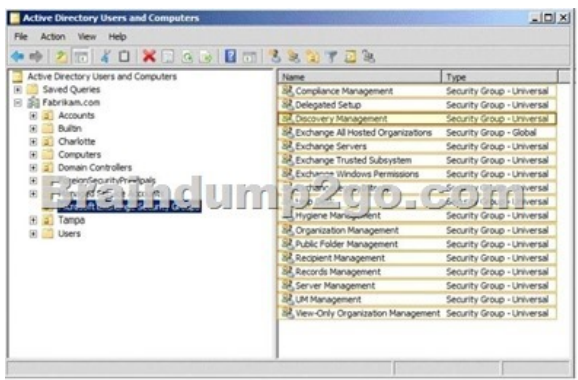 Active Directory Users and Computers
File Action View Help
Active Directory Users and Computers
Saved Queries
Fabrikam.com
Accounts
Builtin
Charlotte
Computers
Domain Controllers
Tampa
Users
Name Type
Compliance Management Security Group - Universal
Delegated Setup Security Group - Universal
Discovery Management Security Group - Universal
Exchange All Hosted Organizations Security Group - Universal
Exchange Servers Security Group - Universal
Exchange Trusted Subsystem Security Group - Universal
Exchange Windows Permissions Security Group - Universal
Braindump2go.com
Hygiene Management Security Group - Universal
Organization Management Security Group - Universal
Public Folder Management Security Group - Universal
Recipient Management Security Group - Universal
Records Management Security Group - Universal
Server Management Security Group - Universal
UM Management Security Group - Universal
View-Only Organization Management Security Group - Universal